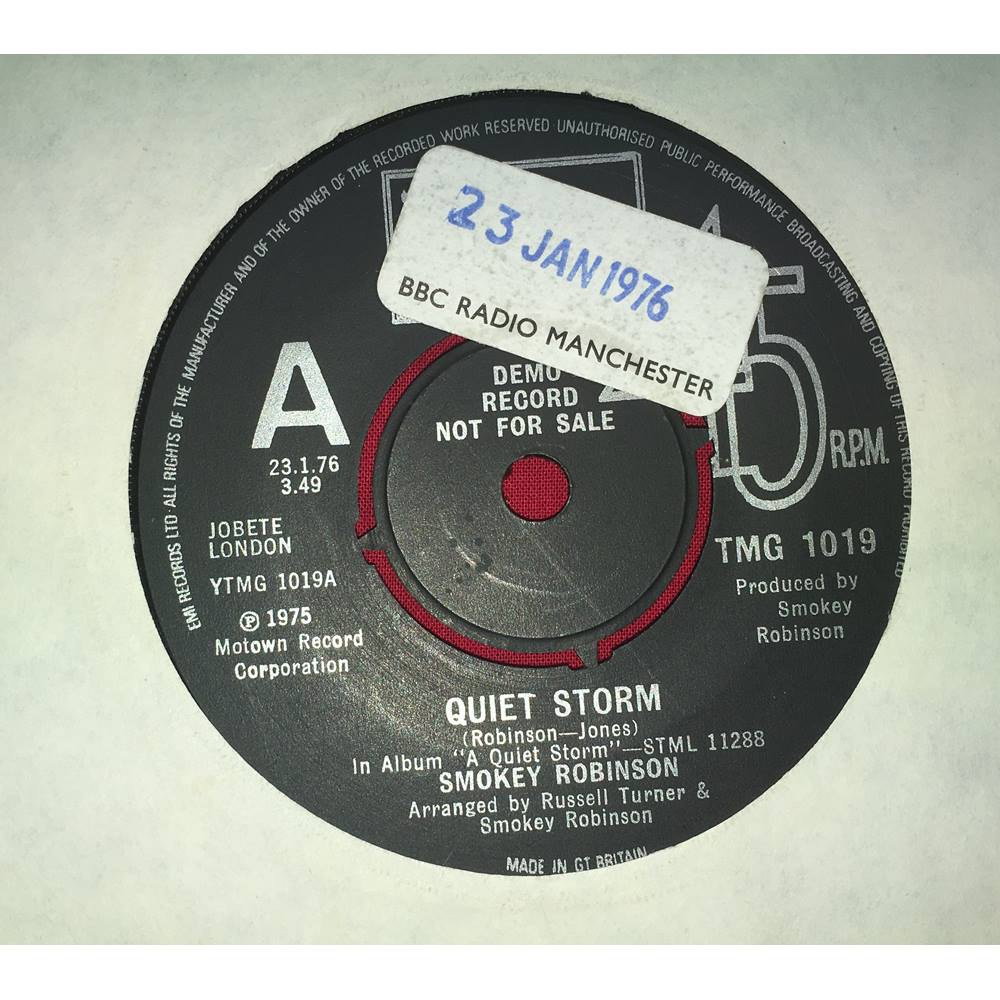 EMI RECORDS LTD · ALL RIGHTS OF THE MANUFACTURER AND OF THE OWNER OF THE RECORDED WORK RESERVED · UNAUTHORISED PUBLIC PERFORMANCE BROADCASTING AND COPYING OF THIS RECORD PROHIBITED
23 JAN 1976
BBC RADIO MANCHESTER
DEMO
RECORD
NOT FOR SALE
A
23.1.76
3.49
45
R.P.M.
JOBETE
LONDON
YTMG 1019A
Ⓟ 1975
Motown Record
Corporation
TMG 1019
Produced by
Smokey
Robinson
QUIET STORM
(Robinson—Jones)
In Album "A Quiet Storm"—STML 11288
SMOKEY ROBINSON
Arranged by Russell Turner &
Smokey Robinson
MADE IN GT BRITAIN